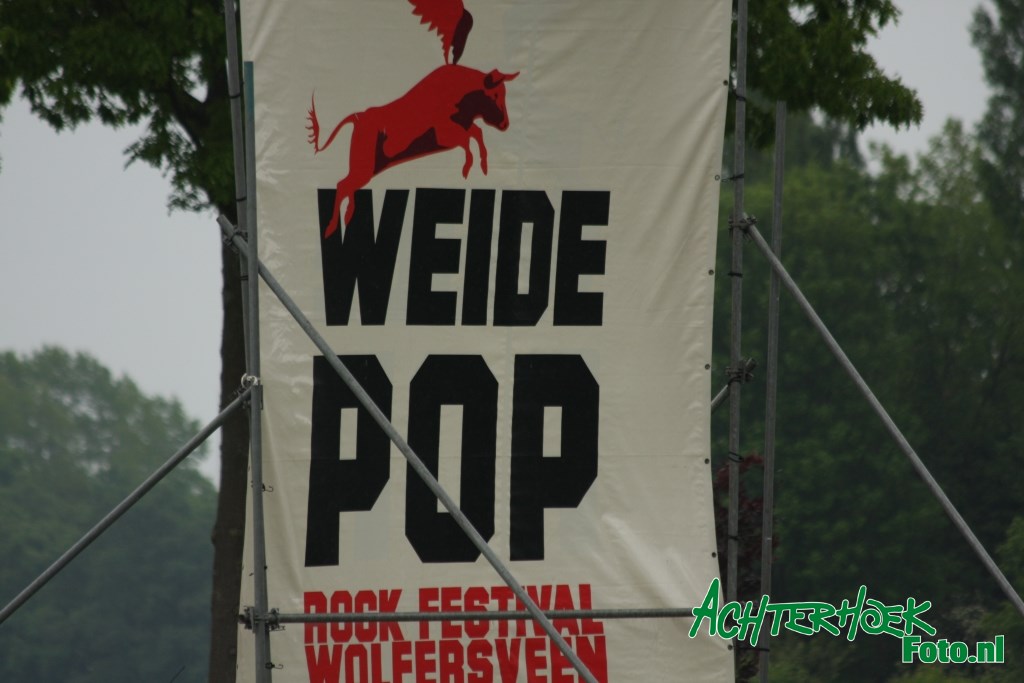 WEIDE
POP
ROCK FESTIVAL
WOLFERSVEEN
ACHTERHOEK
FOTO.nl